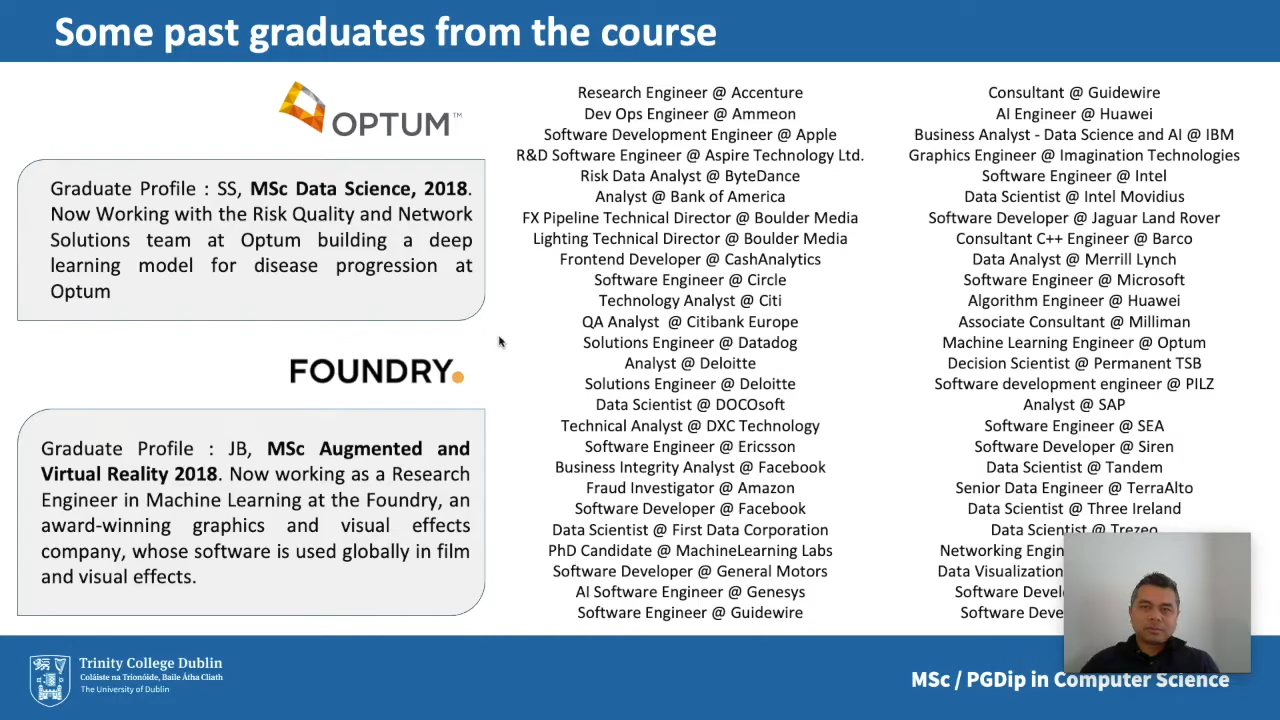 Some past graduates from the course
OPTUM™
Graduate Profile : SS, MSc Data Science, 2018.
Now Working with the Risk Quality and Network
Solutions team at Optum building a deep
learning model for disease progression at
Optum
FOUNDRY.
Graduate Profile : JB, MSc Augmented and
Virtual Reality 2018. Now working as a Research
Engineer in Machine Learning at the Foundry, an
award-winning graphics and visual effects
company, whose software is used globally in film
and visual effects.
Research Engineer @ Accenture
Dev Ops Engineer @ Ammeon
Software Development Engineer @ Apple
R&D Software Engineer @ Aspire Technology Ltd.
Risk Data Analyst @ ByteDance
Analyst @ Bank of America
FX Pipeline Technical Director @ Boulder Media
Lighting Technical Director @ Boulder Media
Frontend Developer @ CashAnalytics
Software Engineer @ Circle
Technology Analyst @ Citi
QA Analyst @ Citibank Europe
Solutions Engineer @ Datadog
Analyst @ Deloitte
Solutions Engineer @ Deloitte
Data Scientist @ DOCOsoft
Technical Analyst @ DXC Technology
Software Engineer @ Ericsson
Business Integrity Analyst @ Facebook
Fraud Investigator @ Amazon
Software Developer @ Facebook
Data Scientist @ First Data Corporation
PhD Candidate @ MachineLearning Labs
Software Developer @ General Motors
AI Software Engineer @ Genesys
Software Engineer @ Guidewire
Consultant @ Guidewire
AI Engineer @ Huawei
Business Analyst - Data Science and AI @ IBM
Graphics Engineer @ Imagination Technologies
Software Engineer @ Intel
Data Scientist @ Intel Movidius
Software Developer @ Jaguar Land Rover
Consultant C++ Engineer @ Barco
Data Analyst @ Merrill Lynch
Software Engineer @ Microsoft
Algorithm Engineer @ Huawei
Associate Consultant @ Milliman
Machine Learning Engineer @ Optum
Decision Scientist @ Permanent TSB
Software development engineer @ PILZ
Analyst @ SAP
Software Engineer @ SEA
Software Developer @ Siren
Data Scientist @ Tandem
Senior Data Engineer @ TerraAlto
Data Scientist @ Three Ireland
Data Scientist @ Trezeo
Networking
Data Visualization
Software
Software
Trinity College Dublin
Coláiste na Tríonóide, Baile Átha Cliath
The University of Dublin
MSc / PGDip in Computer Science